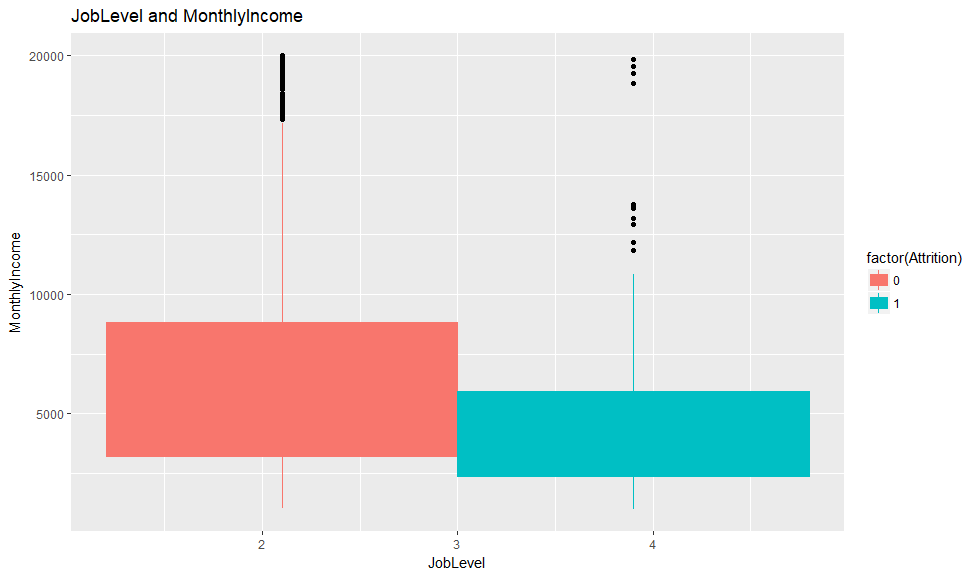 JobLevel and MonthlyIncome
20000
15000
10000
5000
MonthlyIncome
2
3
4
JobLevel
factor(Attrition)
0
1